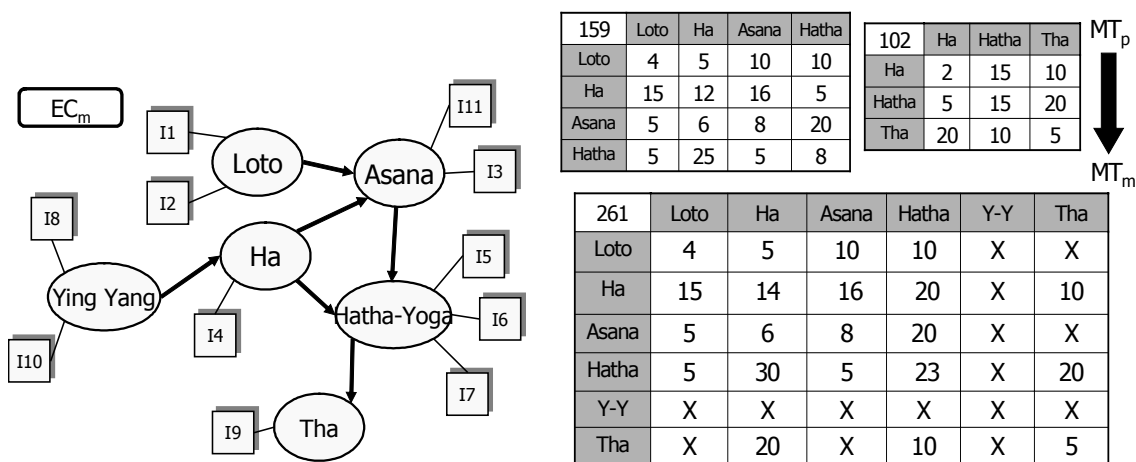 ECm
I1
I2
I8
I10
Loto
Asana
I11
I3
Ha
I4
Ying Yang
Hatha-Yoga
I5
I6
I7
Tha
I9
159 Loto Ha Asana Hatha
Loto 4 5 10 10
Ha 15 12 16 5
Asana 5 6 8 20
Hatha 5 25 5 8
102 Ha Hatha Tha
Ha 2 15 10
Hatha 5 15 20
Tha 20 10 5
MTp
MTm
261 Loto Ha Asana Hatha Y-Y Tha
Loto 4 5 10 10 X X
Ha 15 14 16 20 X 10
Asana 5 6 8 20 X X
Hatha 5 30 5 23 X 20
Y-Y X X X X X X
Tha X 20 X 10 X 5